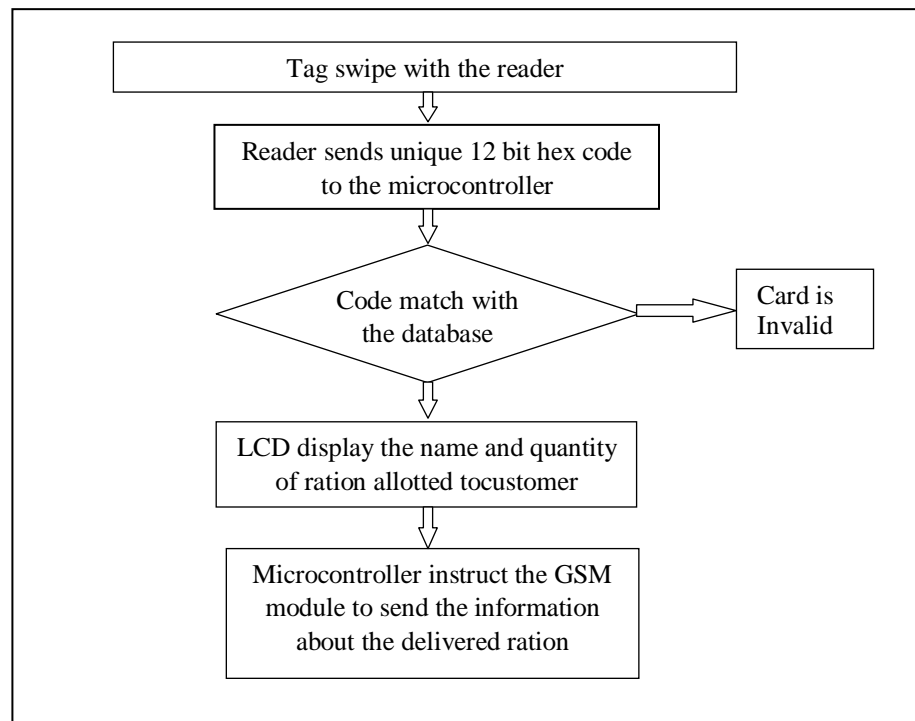 Tag swipe with the reader
Reader sends unique 12 bit hex code
to the microcontroller
Code match with
the database
Card is
Invalid
LCD display the name and quantity
of ration allotted tocustomer
Microcontroller instruct the GSM
module to send the information
about the delivered ration